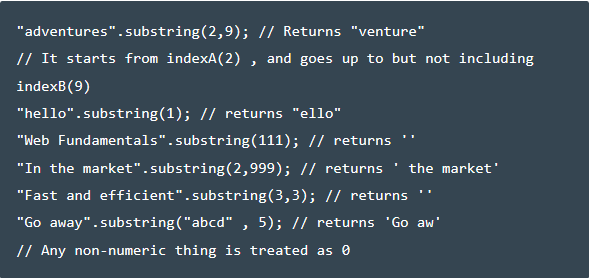 "adventures".substring(2,9); // Returns "venture"
// It starts from indexA(2) , and goes up to but not including
indexB(9)
"hello".substring(1); // returns "ello"
"Web Fundamentals".substring(111); // returns ''
"In the market".substring(2,999); // returns ' the market'
"Fast and efficient".substring(3,3); // returns ''
"Go away".substring("abcd" , 5); // returns 'Go aw'
// Any non-numeric thing is treated as 0